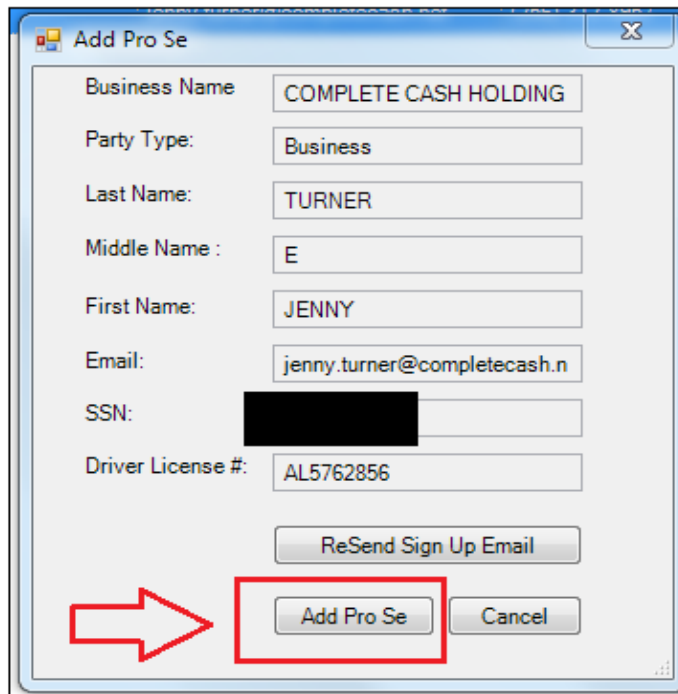 Add Pro Se
Business Name COMPLETE CASH HOLDING
Party Type: Business
Last Name: TURNER
Middle Name : E
First Name: JENNY
Email: jenny.turner@completecash.n
SSN:
Driver License #: AL5762856
ReSend Sign Up Email
Add Pro Se Cancel